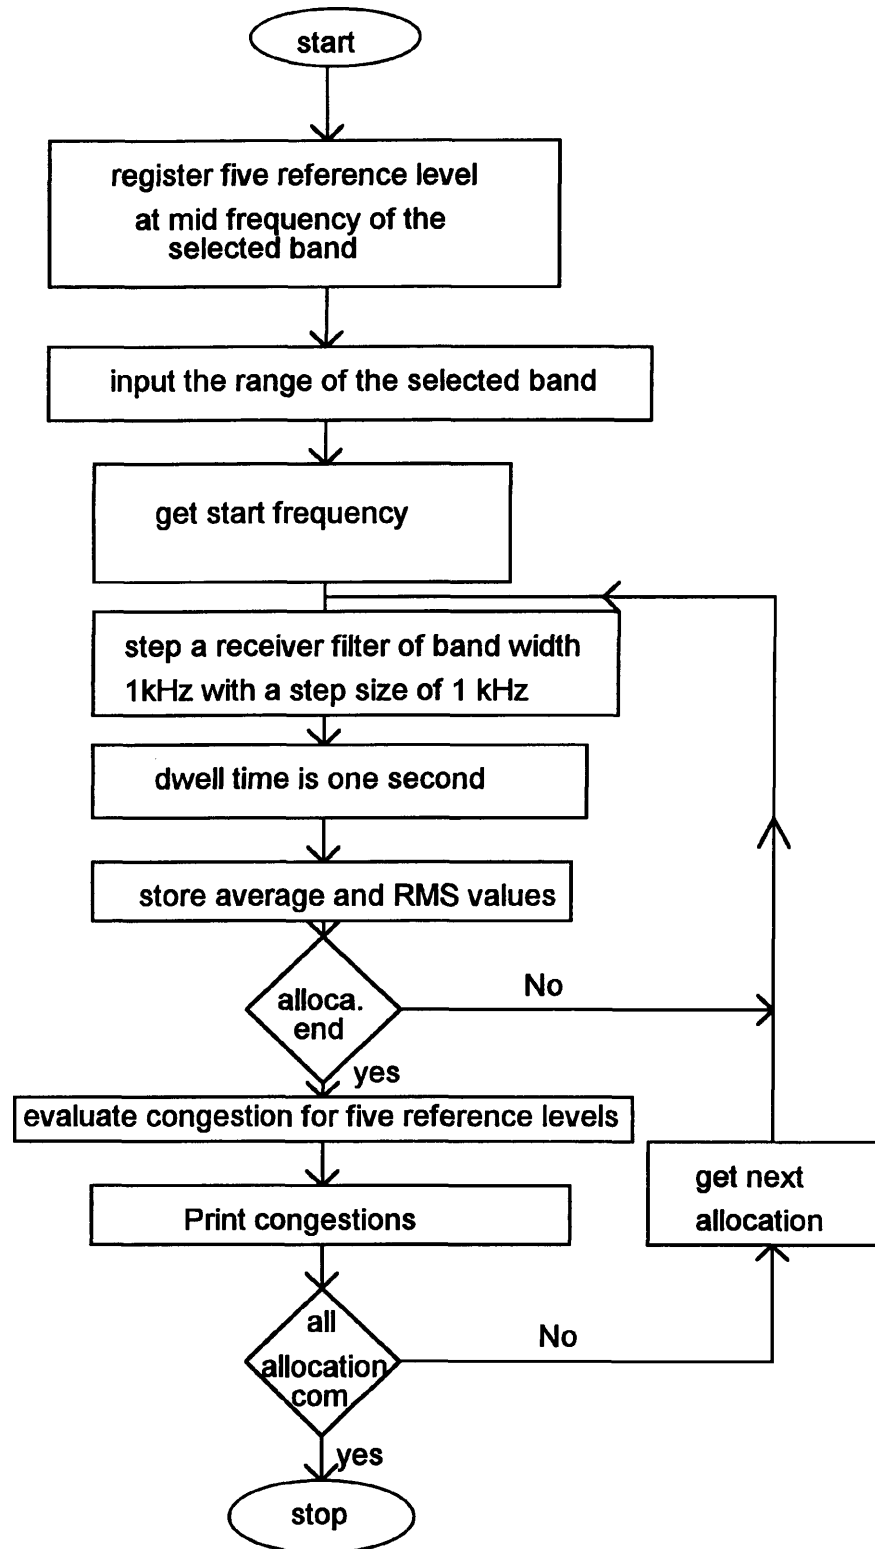 start
register five reference level
at mid frequency of the
selected band
input the range of the selected band
get start frequency
step a receiver filter of band width
1kHz with a step size of 1 kHz
dwell time is one second
store average and RMS values
alloca.
end
No
yes
evaluate congestion for five reference levels
get next
allocation
Print congestions
all
allocation
com
No
yes
stop